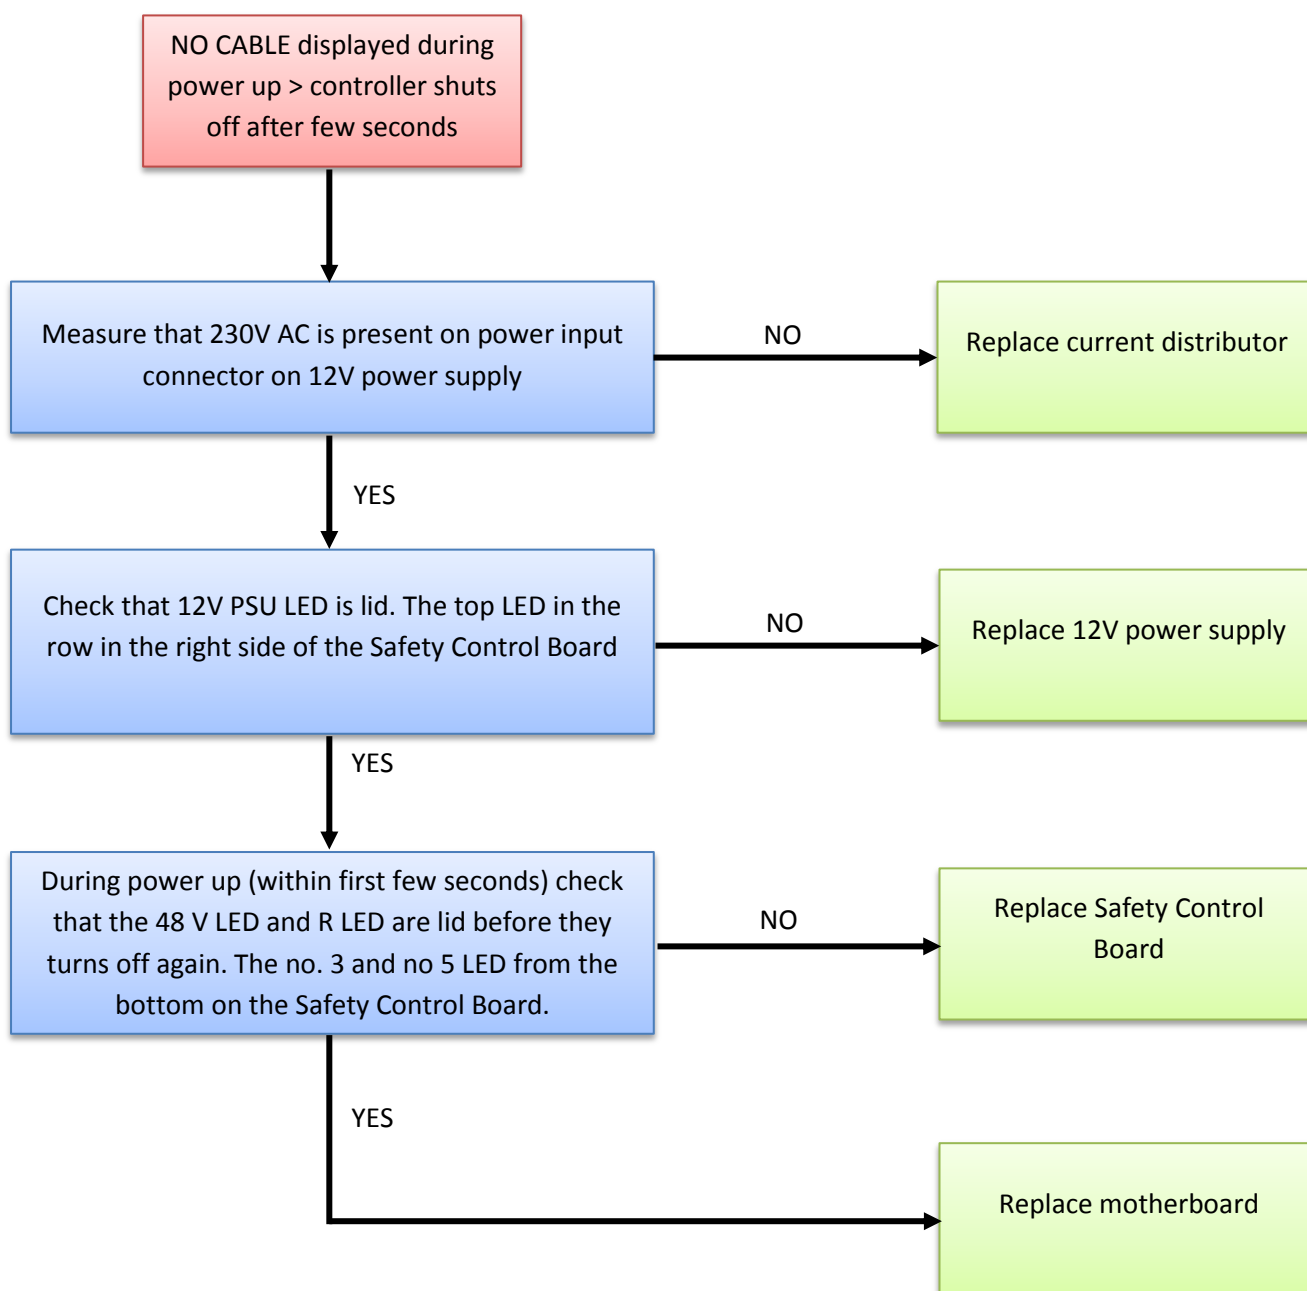 NO CABLE displayed during
power up > controller shuts
off after few seconds
Measure that 230V AC is present on power input
connector on 12V power supply
NO
Replace current distributor
YES
Check that 12V PSU LED is lid. The top LED in the
row in the right side of the Safety Control Board
NO
Replace 12V power supply
YES
During power up (within first few seconds) check
that the 48 V LED and R LED are lid before they
turns off again. The no. 3 and no 5 LED from the
bottom on the Safety Control Board.
NO
Replace Safety Control
Board
YES
Replace motherboard